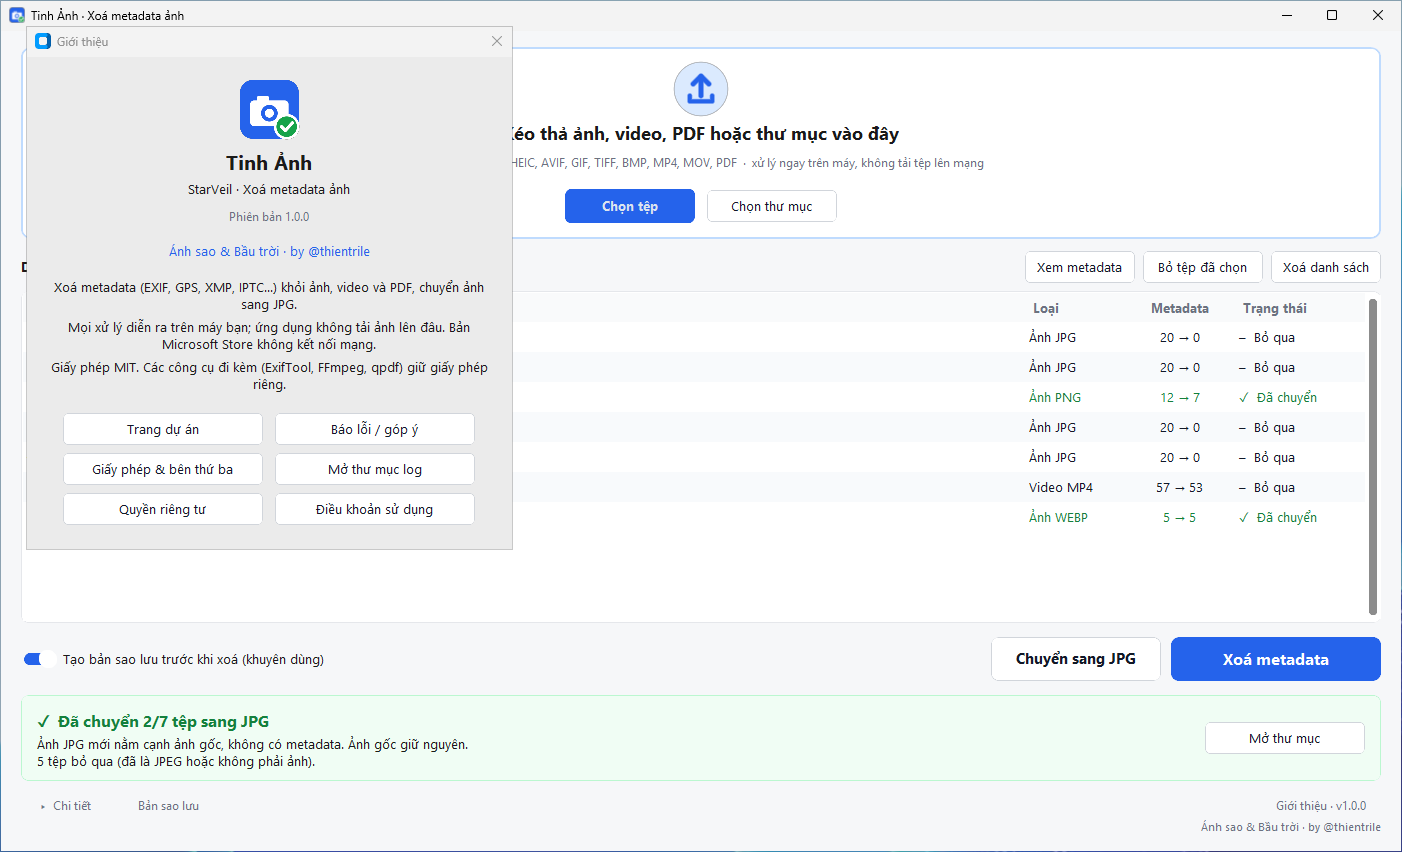 Tinh Ảnh · Xoá metadata ảnh
Giới thiệu
Tinh Ảnh
StarVeil · Xoá metadata ảnh
Phiên bản 1.0.0
Ánh sao & Bầu trời · by @thientrile
Xoá metadata (EXIF, GPS, XMP, IPTC...) khỏi ảnh, video và PDF, chuyển ảnh
sang JPG.
Mọi xử lý diễn ra trên máy bạn; ứng dụng không tải ảnh lên đâu. Bản
Microsoft Store không kết nối mạng.
Giấy phép MIT. Các công cụ đi kèm (ExifTool, FFmpeg, qpdf) giữ giấy phép
riêng.
Trang dự án
Báo lỗi / góp ý
Giấy phép & bên thứ ba
Mở thư mục log
Quyền riêng tư
Điều khoản sử dụng
Kéo thả ảnh, video, PDF hoặc thư mục vào đây
HEIC, AVIF, GIF, TIFF, BMP, MP4, MOV, PDF · xử lý ngay trên máy, không tải tệp lên mạng
Chọn tệp
Chọn thư mục
Xem metadata
Bỏ tệp đã chọn
Xoá danh sách
Loại Metadata Trạng thái
Ảnh JPG 20 → 0 – Bỏ qua
Ảnh JPG 20 → 0 – Bỏ qua
Ảnh PNG 12 → 7 ✓ Đã chuyển
Ảnh JPG 20 → 0 – Bỏ qua
Ảnh JPG 20 → 0 – Bỏ qua
Video MP4 57 → 53 – Bỏ qua
Ảnh WEBP 5 → 5 ✓ Đã chuyển
Tạo bản sao lưu trước khi xoá (khuyên dùng)
Chuyển sang JPG
Xoá metadata
✓ Đã chuyển 2/7 tệp sang JPG
Ảnh JPG mới nằm cạnh ảnh gốc, không có metadata. Ảnh gốc giữ nguyên.
5 tệp bỏ qua (đã là JPEG hoặc không phải ảnh).
Mở thư mục
Chi tiết
Bản sao lưu
Giới thiệu · v1.0.0
Ánh sao & Bầu trời · by @thientrile